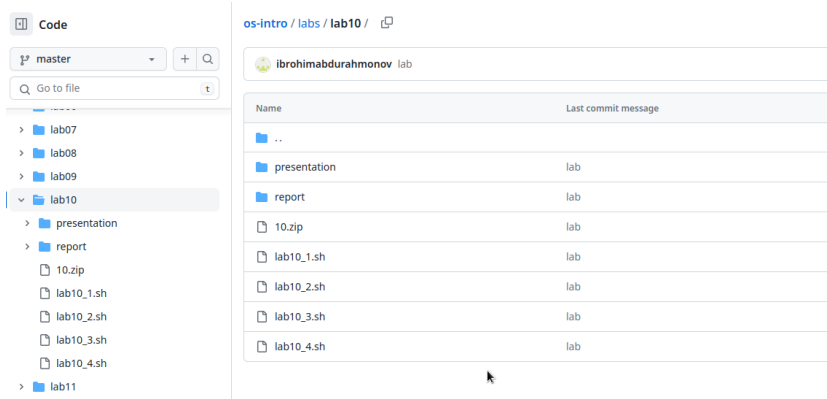 Code
master
Go to file
t
lab07
lab08
lab09
lab10
presentation
report
10.zip
lab10_1.sh
lab10_2.sh
lab10_3.sh
lab10_4.sh
lab11
os-intro / labs / lab10 /
ibrohimabdurahmonov lab
Name Last commit message
..
presentation lab
report lab
10.zip lab
lab10_1.sh lab
lab10_2.sh lab
lab10_3.sh lab
lab10_4.sh lab